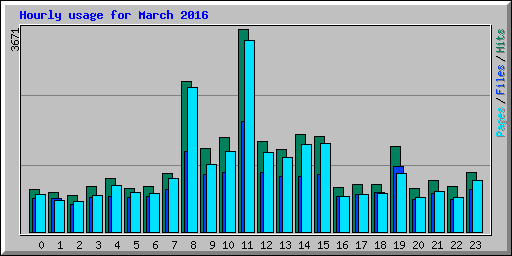 Hourly usage for March 2016
3671
Pages/Files/Hits
0 1 2 3 4 5 6 7 8 9 10 11 12 13 14 15 16 17 18 19 20 21 22 23